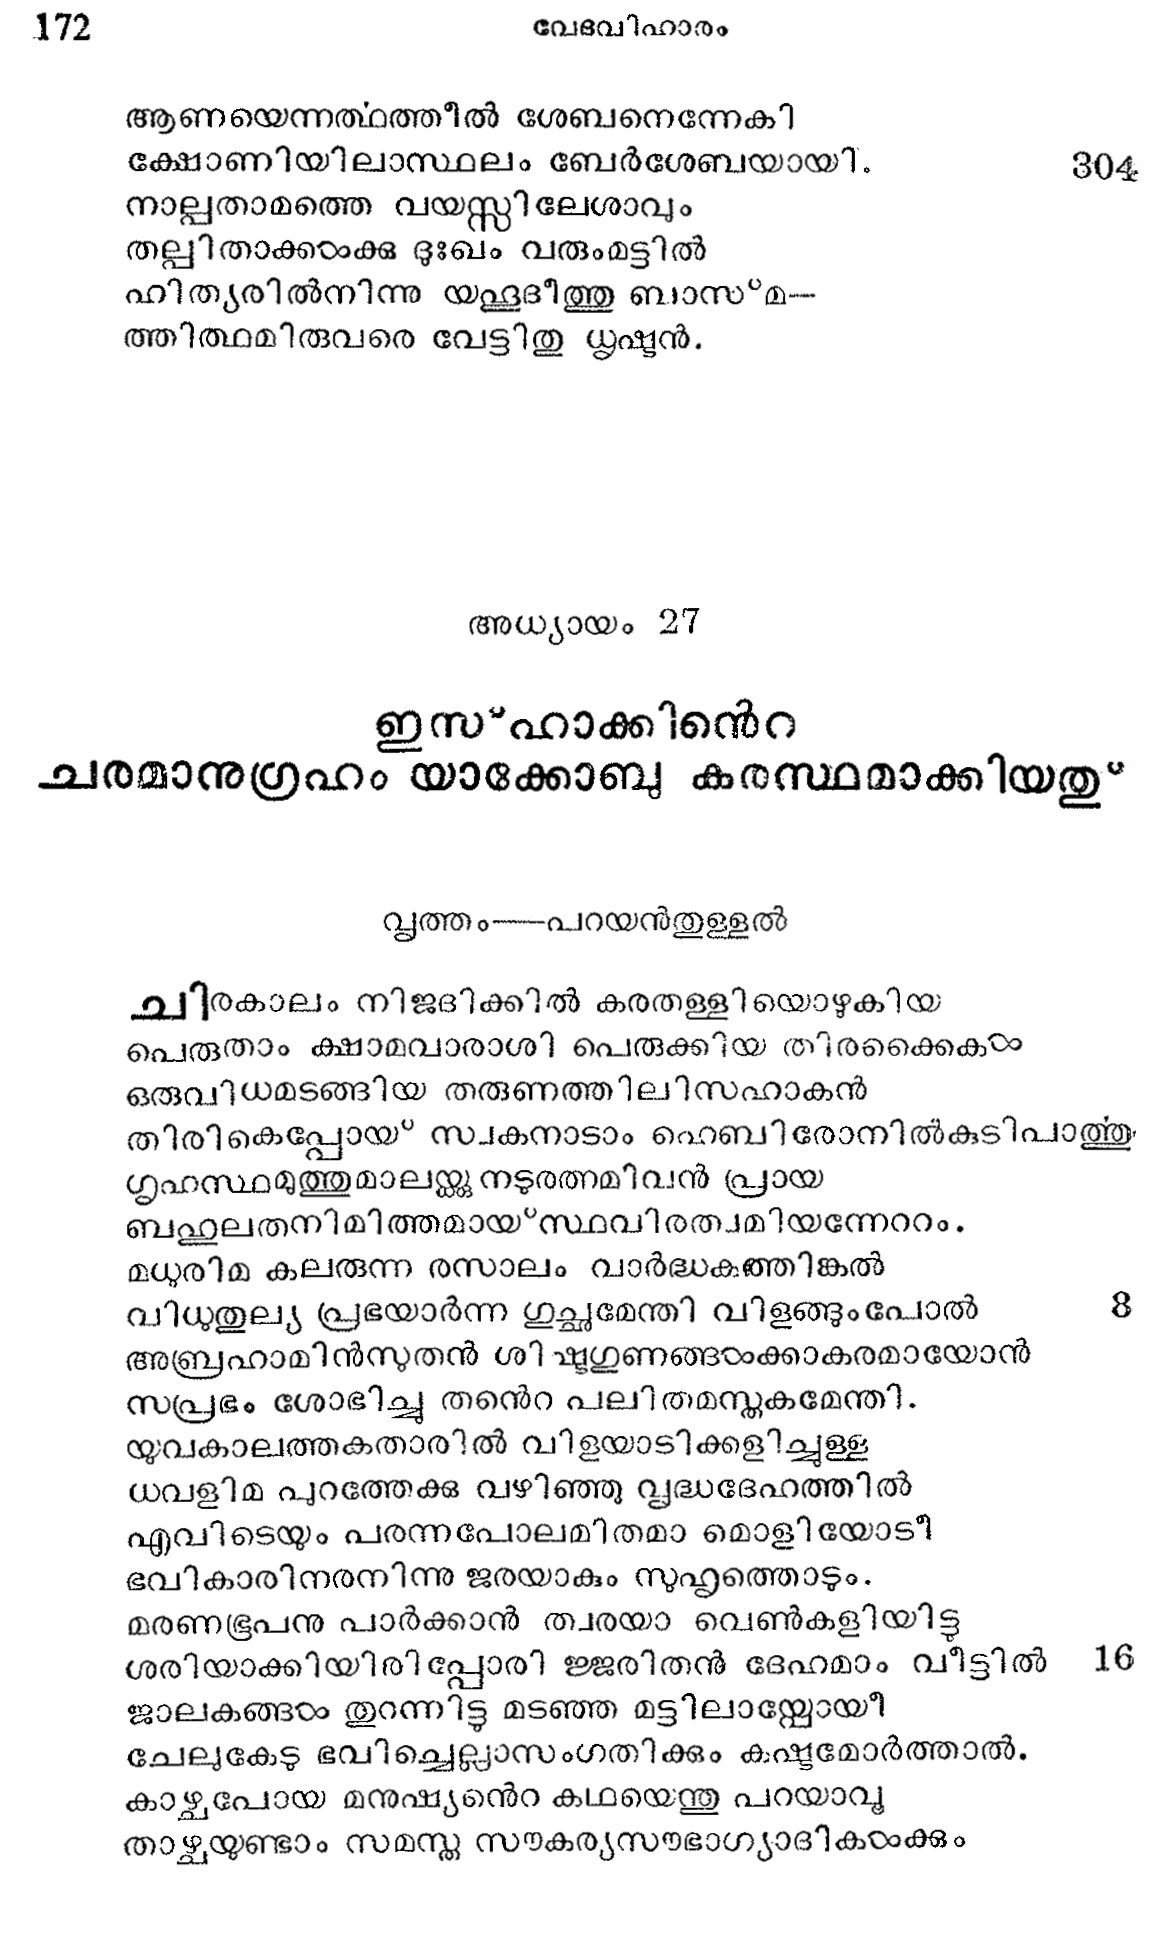 172 വേദവിഹാരം
ആണയെന്നൎത്ഥത്തീൽ ശേബനെന്നേകി
ക്ഷോണിയിലാസ്ഥലം ബേർശേബയായി. 304
നാല്പതാമത്തെ വയസ്സിലേശാവും
തല്പിതാക്കൾക്കു ദുഃഖം വരുംമട്ടിൽ
ഹിത്യരിൽനിന്നു യഹൂദീത്തു ബാസ്മ—
ത്തിത്ഥമിരുവരെ വേട്ടിതു ധൃഷ്ടൻ.
അധ്യായം 27
ഇസ്ഹാക്കിൻെറ
ചരമാനുഗ്രഹം യാക്കോബു കരസ്ഥമാക്കിയതു്
വൃത്തം—പറയൻതുള്ളൽ
ചിരകാലം നിജദിക്കിൽ കരതള്ളിയൊഴുകിയ
പെരുതാം ക്ഷാമവാരാശി പെരുക്കിയ തിരക്കൈകൾ
ഒരുവിധമടങ്ങിയ തരുണത്തിലിസഹാകൻ
തിരികെപ്പോയ് സ്വകനാടാം ഹെബിരോനിൽകുടിപാൎത്തു
ഗൃഹസ്ഥമുത്തുമാലയ്ക്കു നടുരത്നമിവൻ പ്രായ
ബഹുലതനിമിത്തമായ്സ്ഥവിരത്വമിയന്നേററം.
മധുരിമ കലരുന്ന രസാലം വാർദ്ധകത്തിങ്കൽ
വിധുതുല്യ പ്രഭയാർന്ന ഗുച്ഛമേന്തി വിളങ്ങുംപോൽ 8
അബ്രഹാമിൻസുതൻ ശിഷ്ടഗുണങ്ങൾക്കാകരമായോൻ
സപ്രഭം ശോഭിച്ചു തൻെറ പലിതമസ്തകമേന്തി.
യുവകാലത്തകതാരിൽ വിളയാടിക്കളിച്ചുള്ള
ധവളിമ പുറത്തേക്കു വഴിഞ്ഞു വൃദ്ധദേഹത്തിൽ
എവിടെയും പരന്നപോലമിതമാ മൊളിയോടീ
ഭവികാരിനരനിന്നു ജരയാകും സുഹൃത്തൊടും.
മരണഭൂപനു പാർക്കാൻ ത്വരയാ വെൺകളിയിട്ടു
ശരിയാക്കിയിരിപ്പോരി ജ്ജരിതൻ ദേഹമാം വീട്ടിൽ 16
ജാലകങ്ങൾ തുറന്നിട്ടു മടഞ്ഞ മട്ടിലായ്പോയീ
ചേലുകേടു ഭവിച്ചെല്ലാസംഗതിക്കും കഷ്ടമോർത്താൽ.
കാഴ്ചപോയ മനുഷ്യൻെറ കഥയെന്തു പറയാവൂ
താഴ്ചയുണ്ടാം സമസ്ത സൗകര്യസൗഭാഗ്യാദികൾക്കും